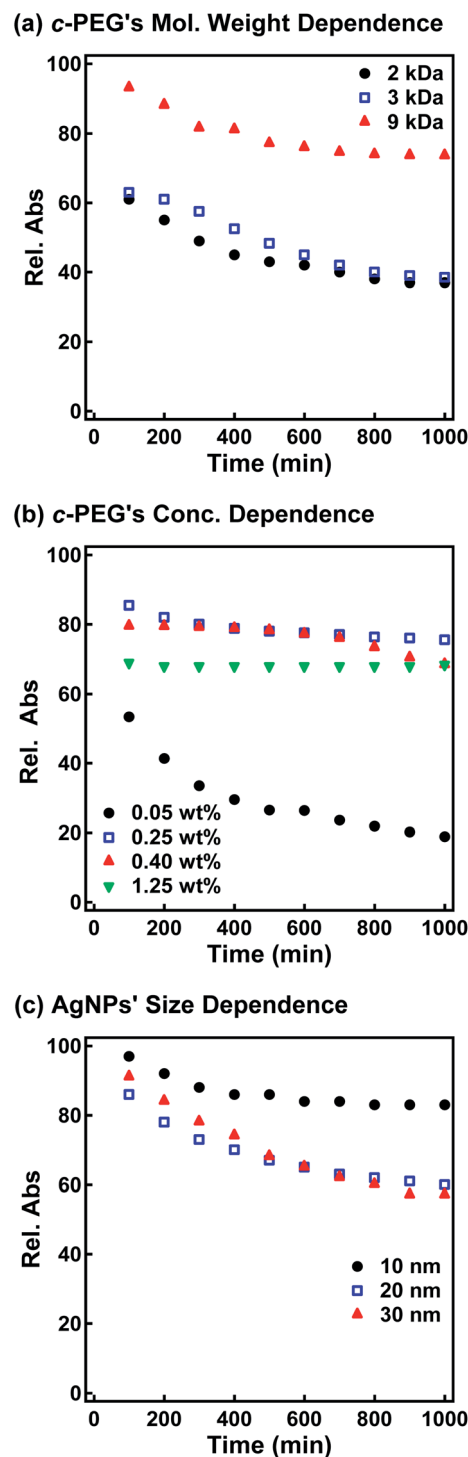 (a) c-PEG's Mol. Weight Dependence
100
80
60
40
20
0
Rel. Abs
2 kDa
3 kDa
9 kDa
0 200 400 600 800 1000
Time (min)
(b) c-PEG's Conc. Dependence
100
80
60
40
20
0
Rel. Abs
0.05 wt%
0.25 wt%
0.40 wt%
1.25 wt%
0 200 400 600 800 1000
Time (min)
(c) AgNPs' Size Dependence
100
80
60
40
20
0
Rel. Abs
10 nm
20 nm
30 nm
0 200 400 600 800 1000
Time (min)